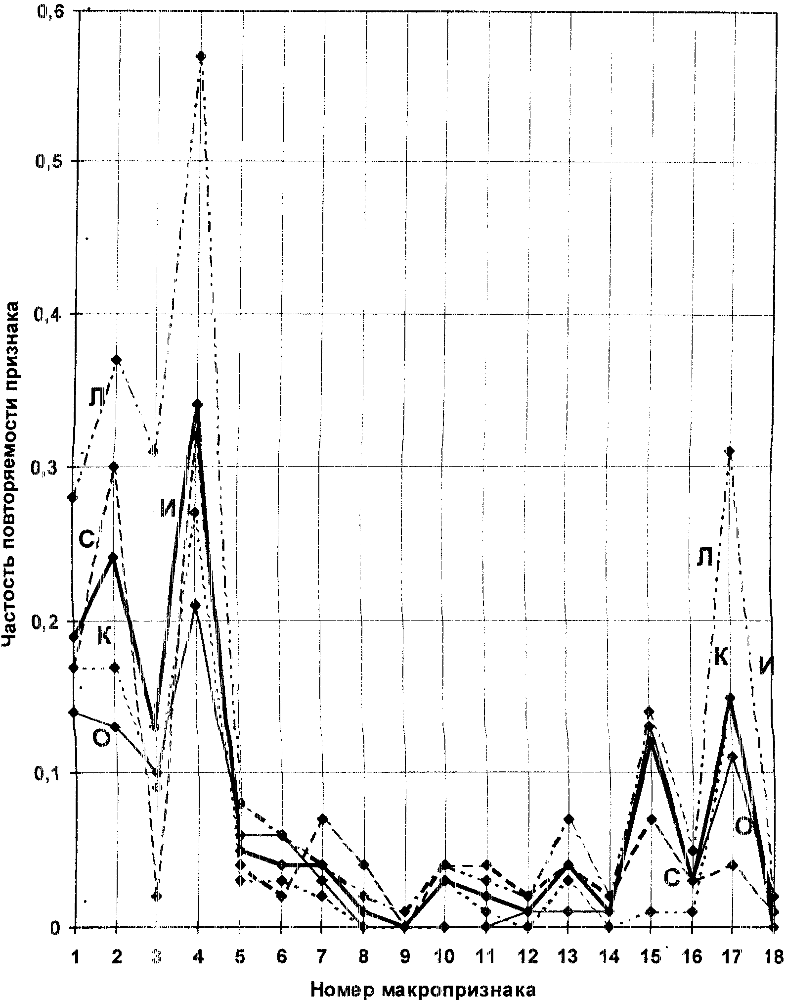 Частость повторяемости признака
0,6
0,5
0,4
0,3
0,2
0,1
0
Л
С
И
К
О
Л
К
И
О
С
1 2 3 4 5 6 7 8 9 10 11 12 13 14 15 16 17 18
Номер макропризнака